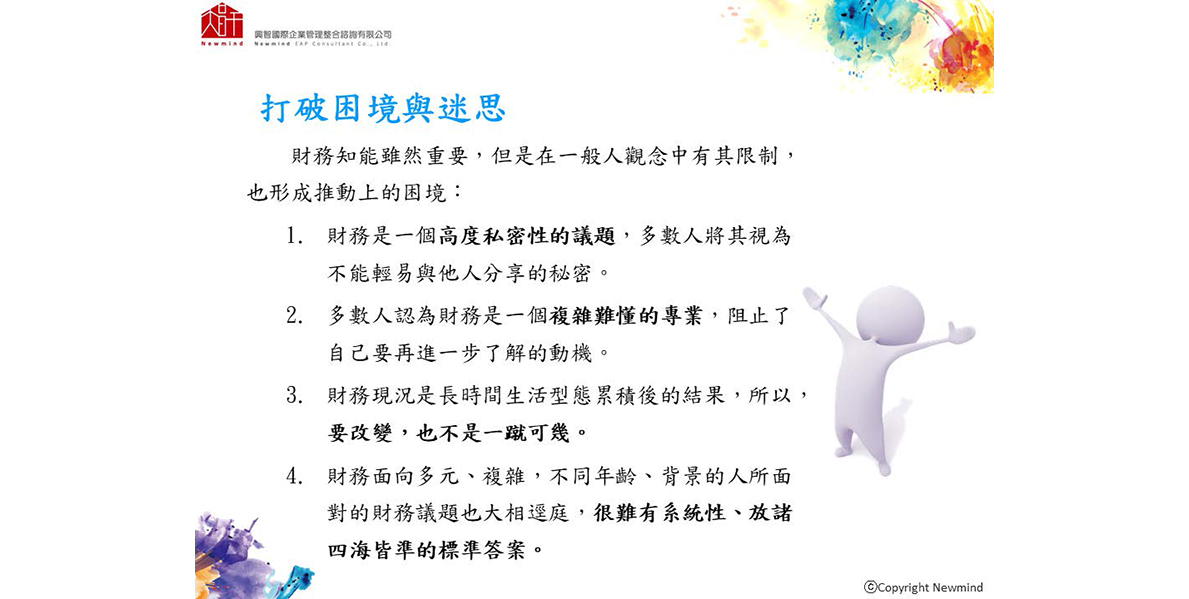 Newmind
興智國際企業管理整合諮詢有限公司
Newmind EAP Consultant Co., Ltd.
打破困境與迷思
財務知能雖然重要，但是在一般人觀念中有其限制，
也形成推動上的困境：
1. 財務是一個高度私密性的議題，多數人將其視為
不能輕易與他人分享的秘密。
2. 多數人認為財務是一個複雜難懂的專業，阻止了
自己要再進一步了解的動機。
3. 財務現況是長時間生活型態累積後的結果，所以，
要改變，也不是一蹴可幾。
4. 財務面向多元、複雜，不同年齡、背景的人所面
對的財務議題也大相逕庭，很難有系統性、放諸
四海皆準的標準答案。
©Copyright Newmind